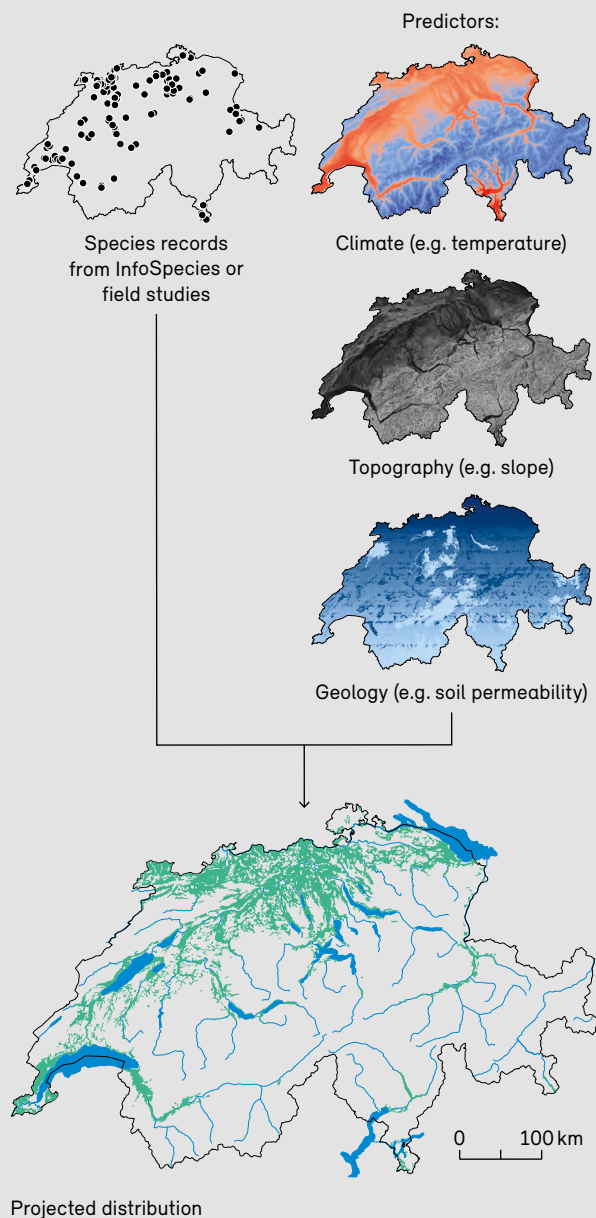 Predictors:
Species records
from InfoSpecies or
field studies
Climate (e.g. temperature)
Topography (e.g. slope)
Geology (e.g. soil permeability)
0 100 km
Projected distribution